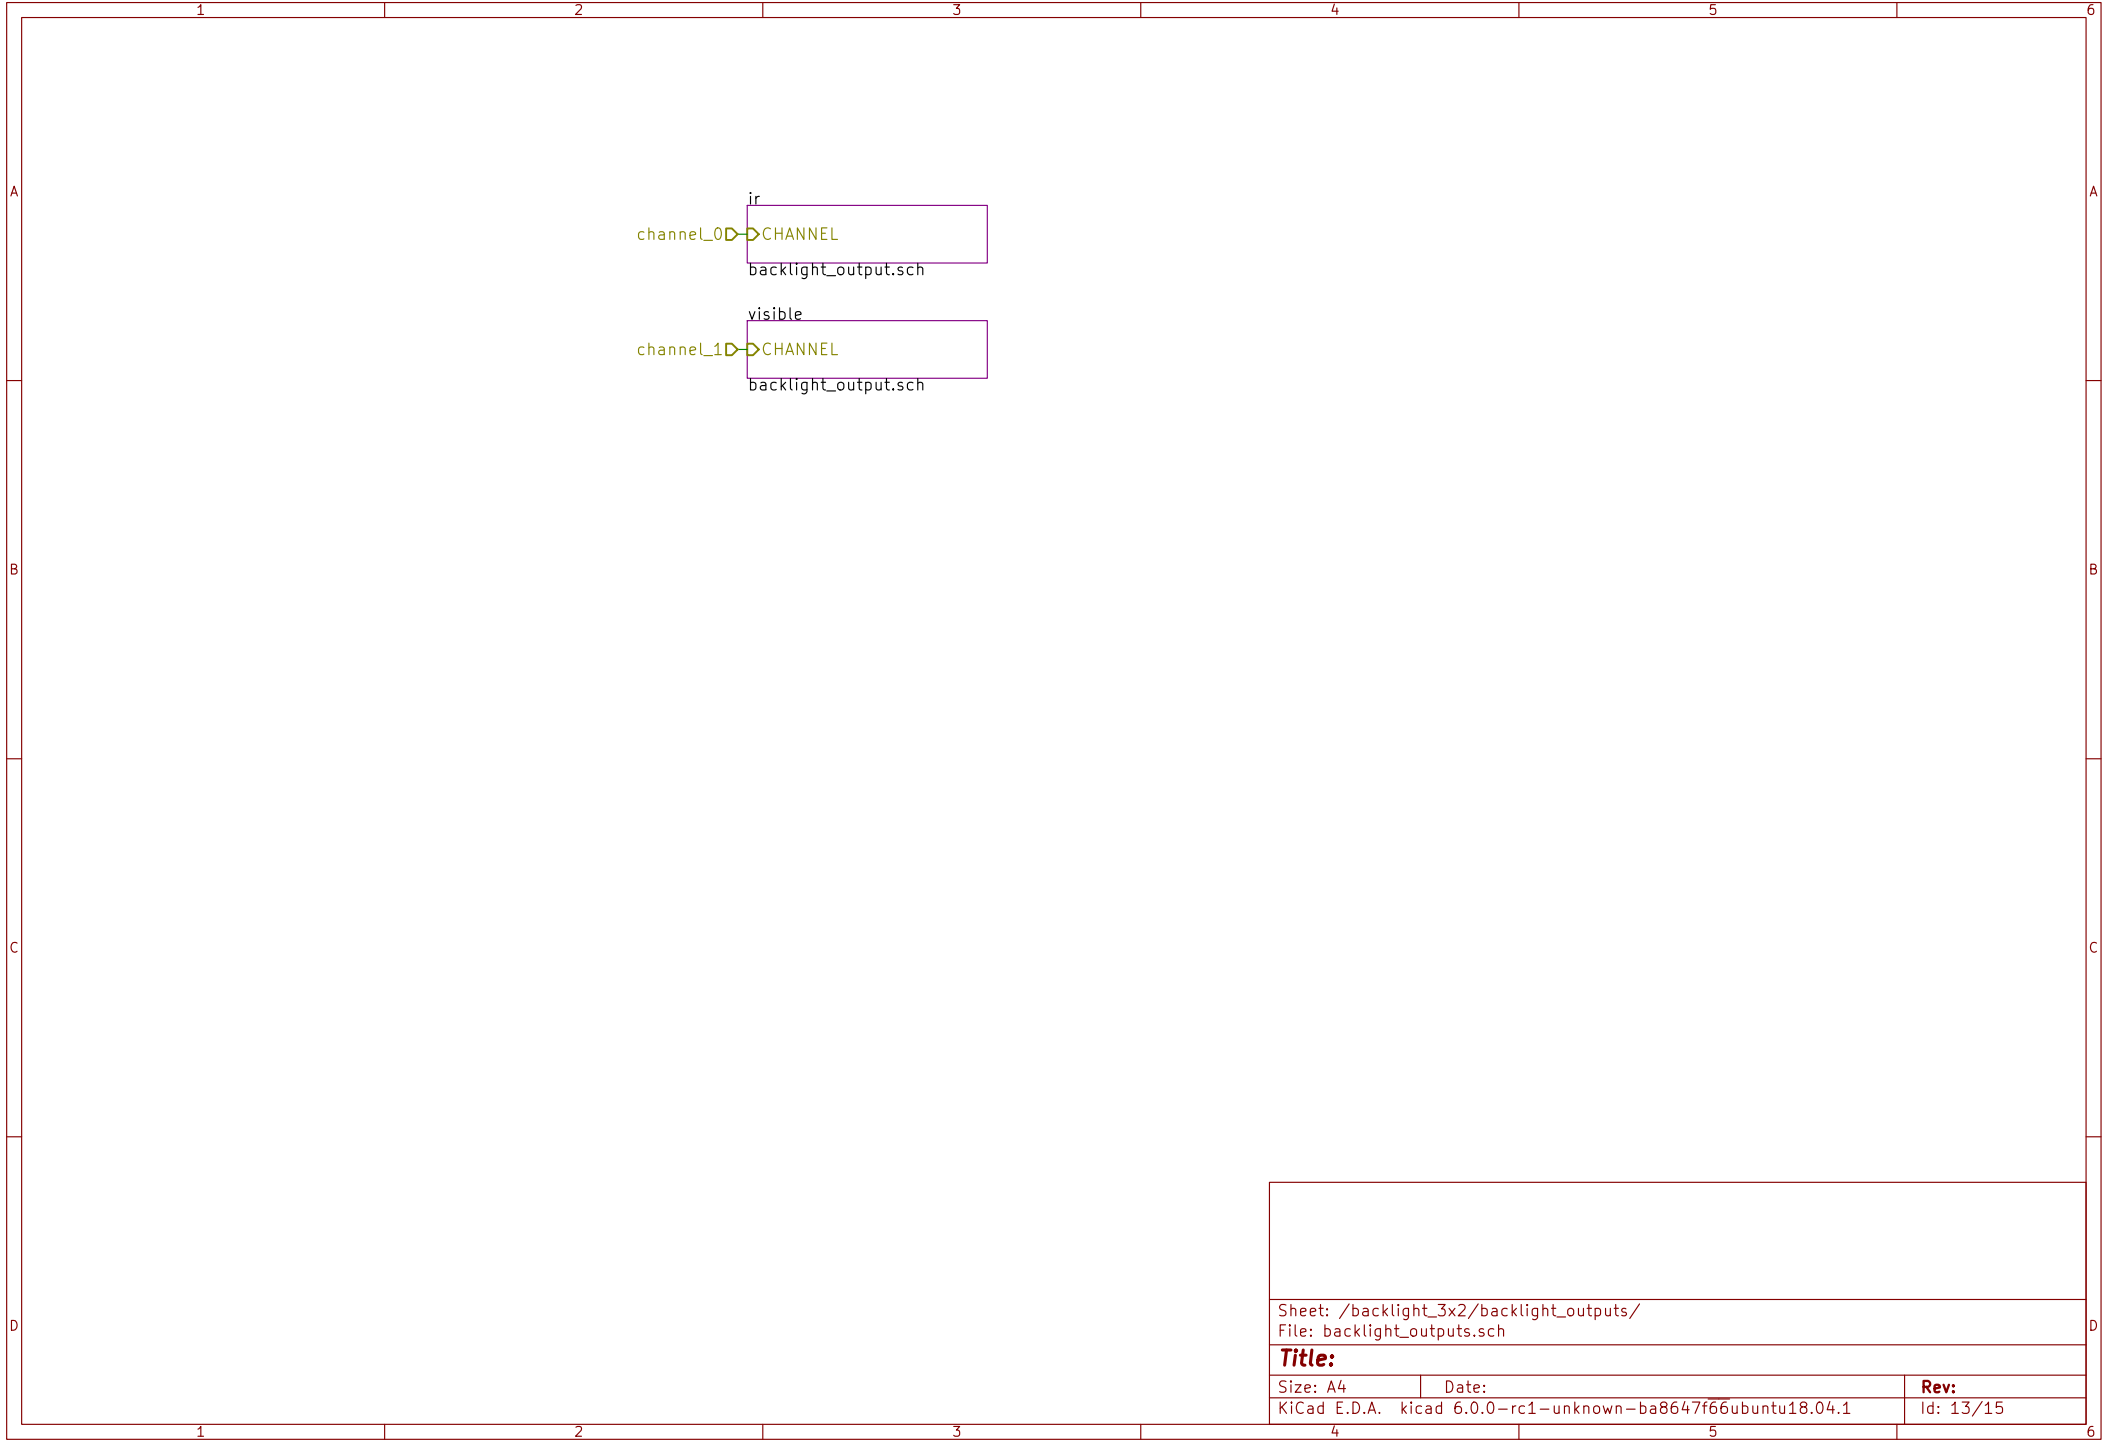 1 2 3 4 5 6
A A
ir
channel_0 CHANNEL
backlight_output.sch
visible
channel_1 CHANNEL
backlight_output.sch
B B
C C
Sheet: /backlight_3x2/backlight_outputs/
D D
File: backlight_outputs.sch
Title:
Size: A4 Date: Rev:
KiCad E.D.A. kicad 6.0.0-rc1-unknown-ba8647f66ubuntu18.04.1 Id: 13/15
1 2 3 4 5 6